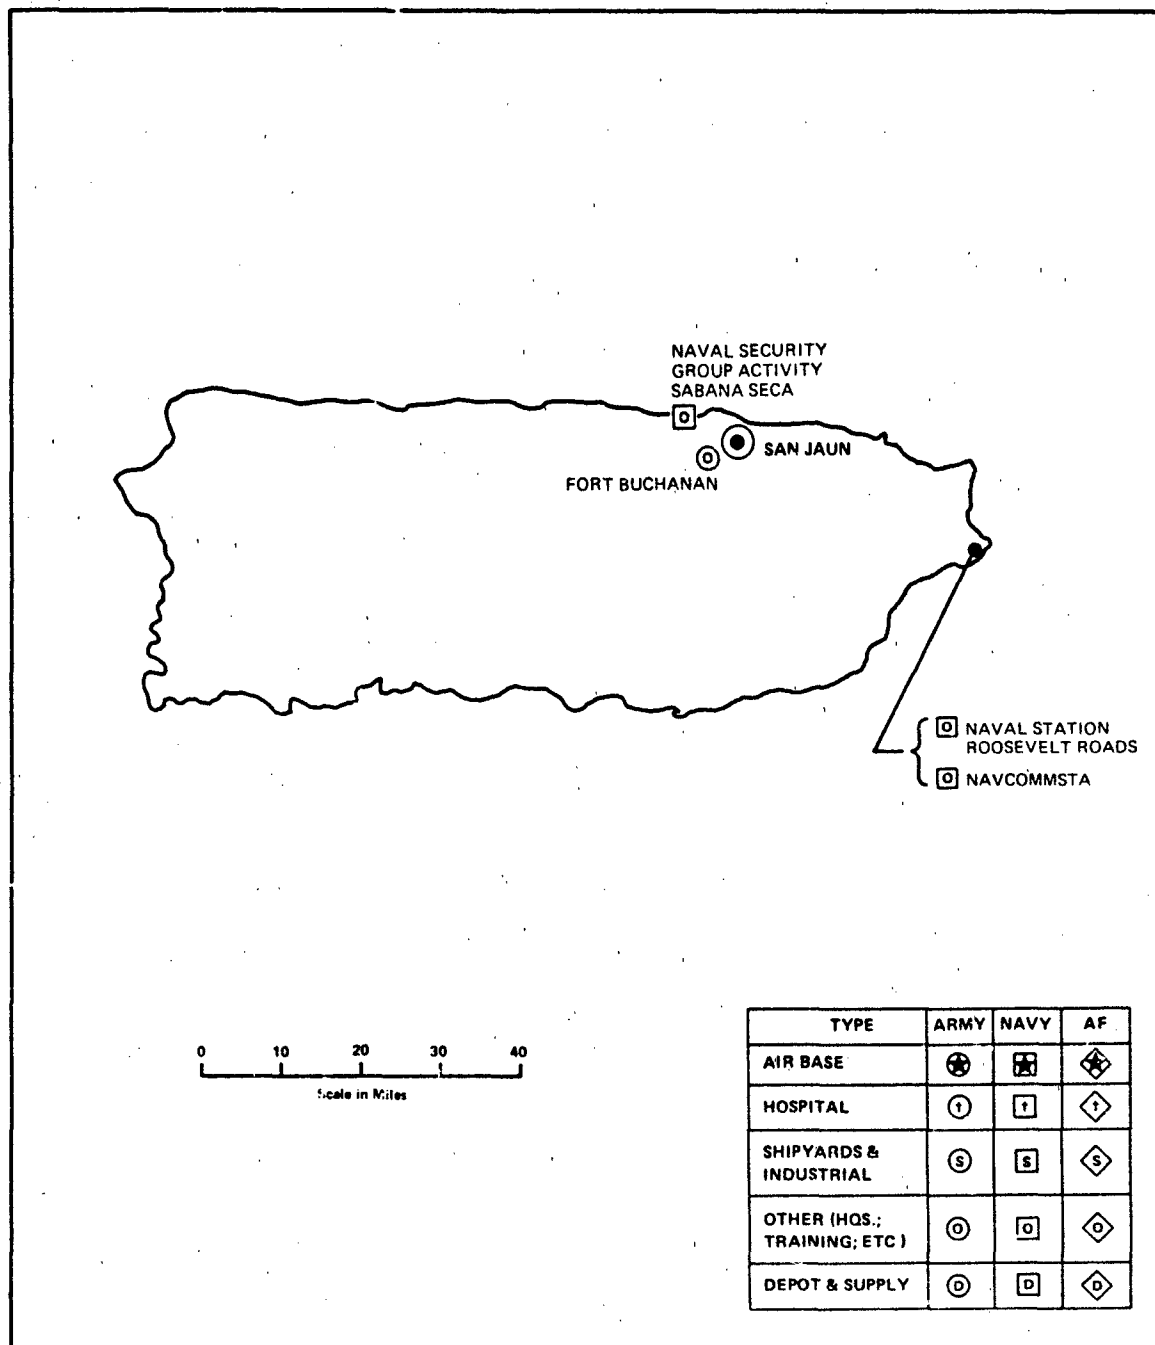 NAVAL SECURITY
GROUP ACTIVITY
SABANA SECA
O
SAN JAUN
O
FORT BUCHANAN
O NAVAL STATION
ROOSEVELT ROADS
O NAVCOMMSTA
0 10 20 30 40
Scale in Miles
TYPE ARMY NAVY AF
AIR BASE
HOSPITAL
SHIPYARDS &
INDUSTRIAL S S S
OTHER (HQS.;
TRAINING; ETC) O O O
DEPOT & SUPPLY D D D